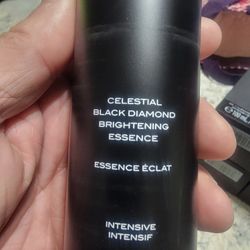 CELESTIAL
BLACK DIAMOND
BRIGHTENING
ESSENCE
ESSENCE ÉCLAT
INTENSIVE
INTENSIF